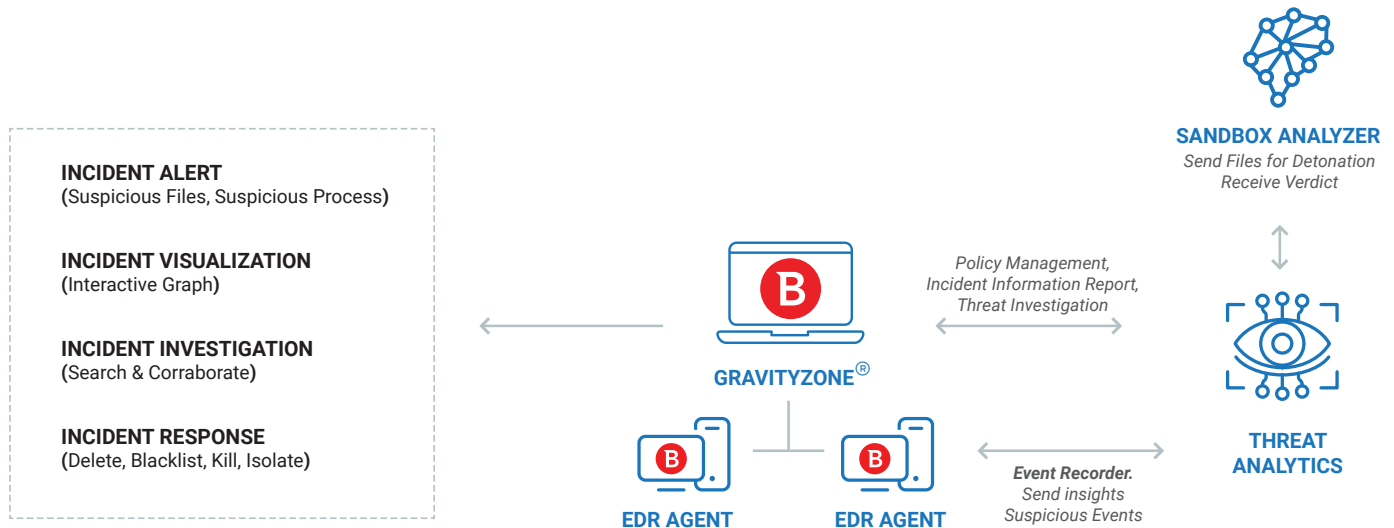 INCIDENT ALERT
(Suspicious Files, Suspicious Process)
INCIDENT VISUALIZATION
(Interactive Graph)
INCIDENT INVESTIGATION
(Search & Corraborate)
INCIDENT RESPONSE
(Delete, Blacklist, Kill, Isolate)
B
GRAVITYZONE®
B
EDR AGENT
B
EDR AGENT
Policy Management,
Incident Information Report,
Threat Investigation
Event Recorder.
Send insights
Suspicious Events
SANDBOX ANALYZER
Send Files for Detonation
Receive Verdict
THREAT
ANALYTICS